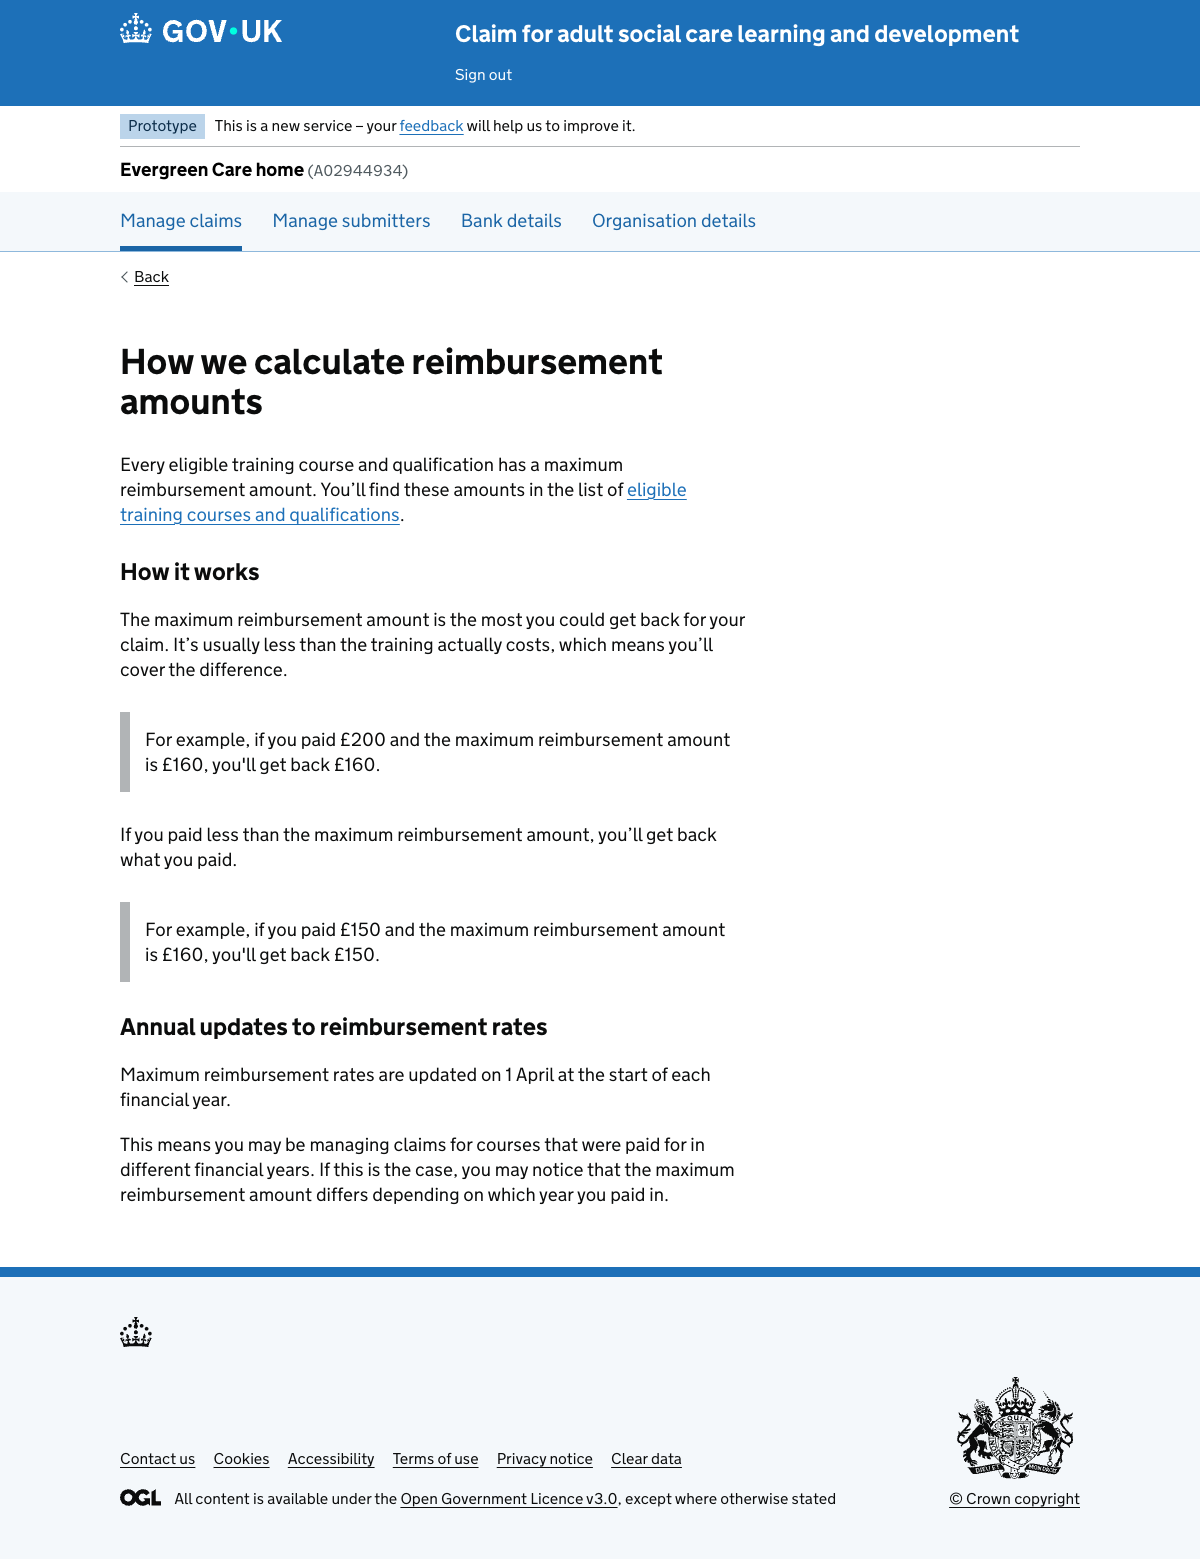 GOV·UK
Claim for adult social care learning and development
Sign out
Prototype This is a new service – your feedback will help us to improve it.
Evergreen Care home (A02944934)
Manage claims Manage submitters Bank details Organisation details
Back
How we calculate reimbursement
amounts
Every eligible training course and qualification has a maximum
reimbursement amount. You’ll find these amounts in the list of eligible
training courses and qualifications.
How it works
The maximum reimbursement amount is the most you could get back for your
claim. It’s usually less than the training actually costs, which means you’ll
cover the difference.
For example, if you paid £200 and the maximum reimbursement amount
is £160, you'll get back £160.
If you paid less than the maximum reimbursement amount, you’ll get back
what you paid.
For example, if you paid £150 and the maximum reimbursement amount
is £160, you'll get back £150.
Annual updates to reimbursement rates
Maximum reimbursement rates are updated on 1 April at the start of each
financial year.
This means you may be managing claims for courses that were paid for in
different financial years. If this is the case, you may notice that the maximum
reimbursement amount differs depending on which year you paid in.
Contact us Cookies Accessibility Terms of use Privacy notice Clear data
OGL All content is available under the Open Government Licence v3.0, except where otherwise stated
© Crown copyright